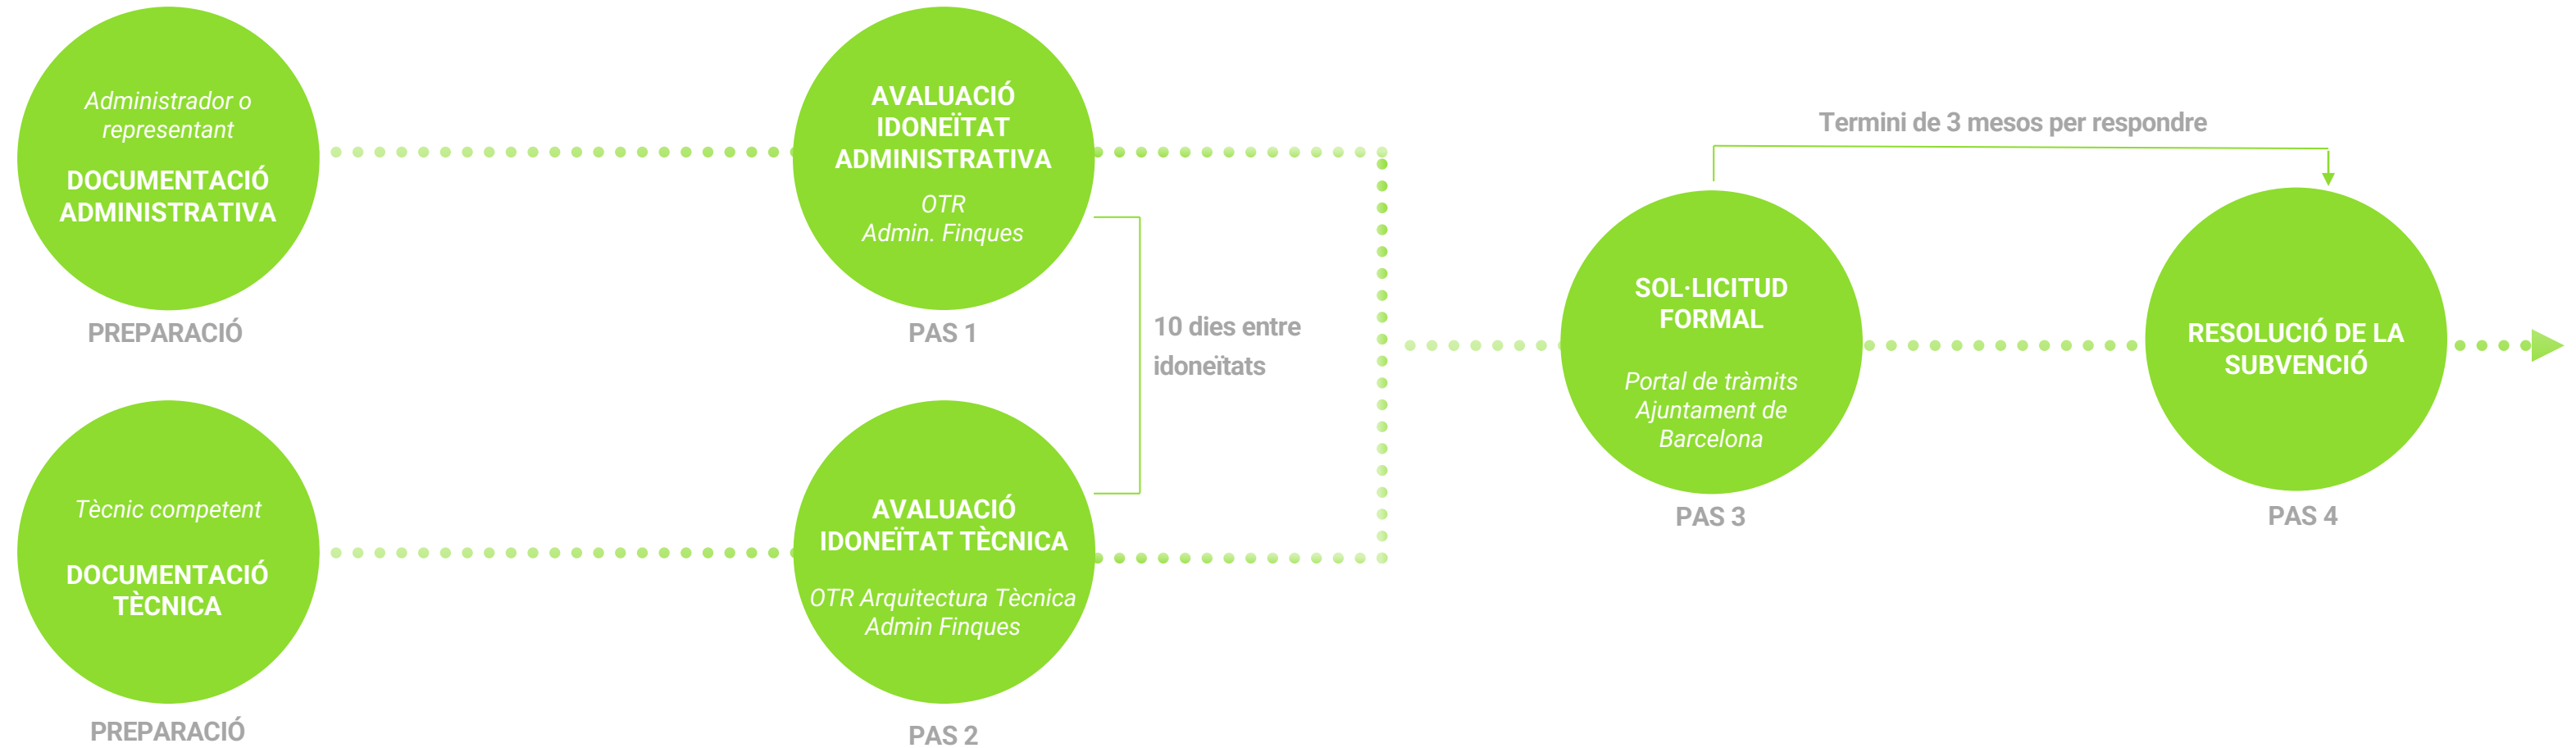 Administrador o
representant
DOCUMENTACIÓ
ADMINISTRATIVA
PREPARACIÓ
AVALUACIÓ
IDONEÏTAT
ADMINISTRATIVA
OTR
Admin. Finques
PAS 1
10 dies entre
idoneïtats
Tècnic competent
DOCUMENTACIÓ
TÈCNICA
PREPARACIÓ
AVALUACIÓ
IDONEÏTAT TÈCNICA
OTR Arquitectura Tècnica
Admin Finques
PAS 2
Termini de 3 mesos per respondre
SOL·LICITUD
FORMAL
Portal de tràmits
Ajuntament de
Barcelona
PAS 3
RESOLUCIÓ DE LA
SUBVENCIÓ
PAS 4